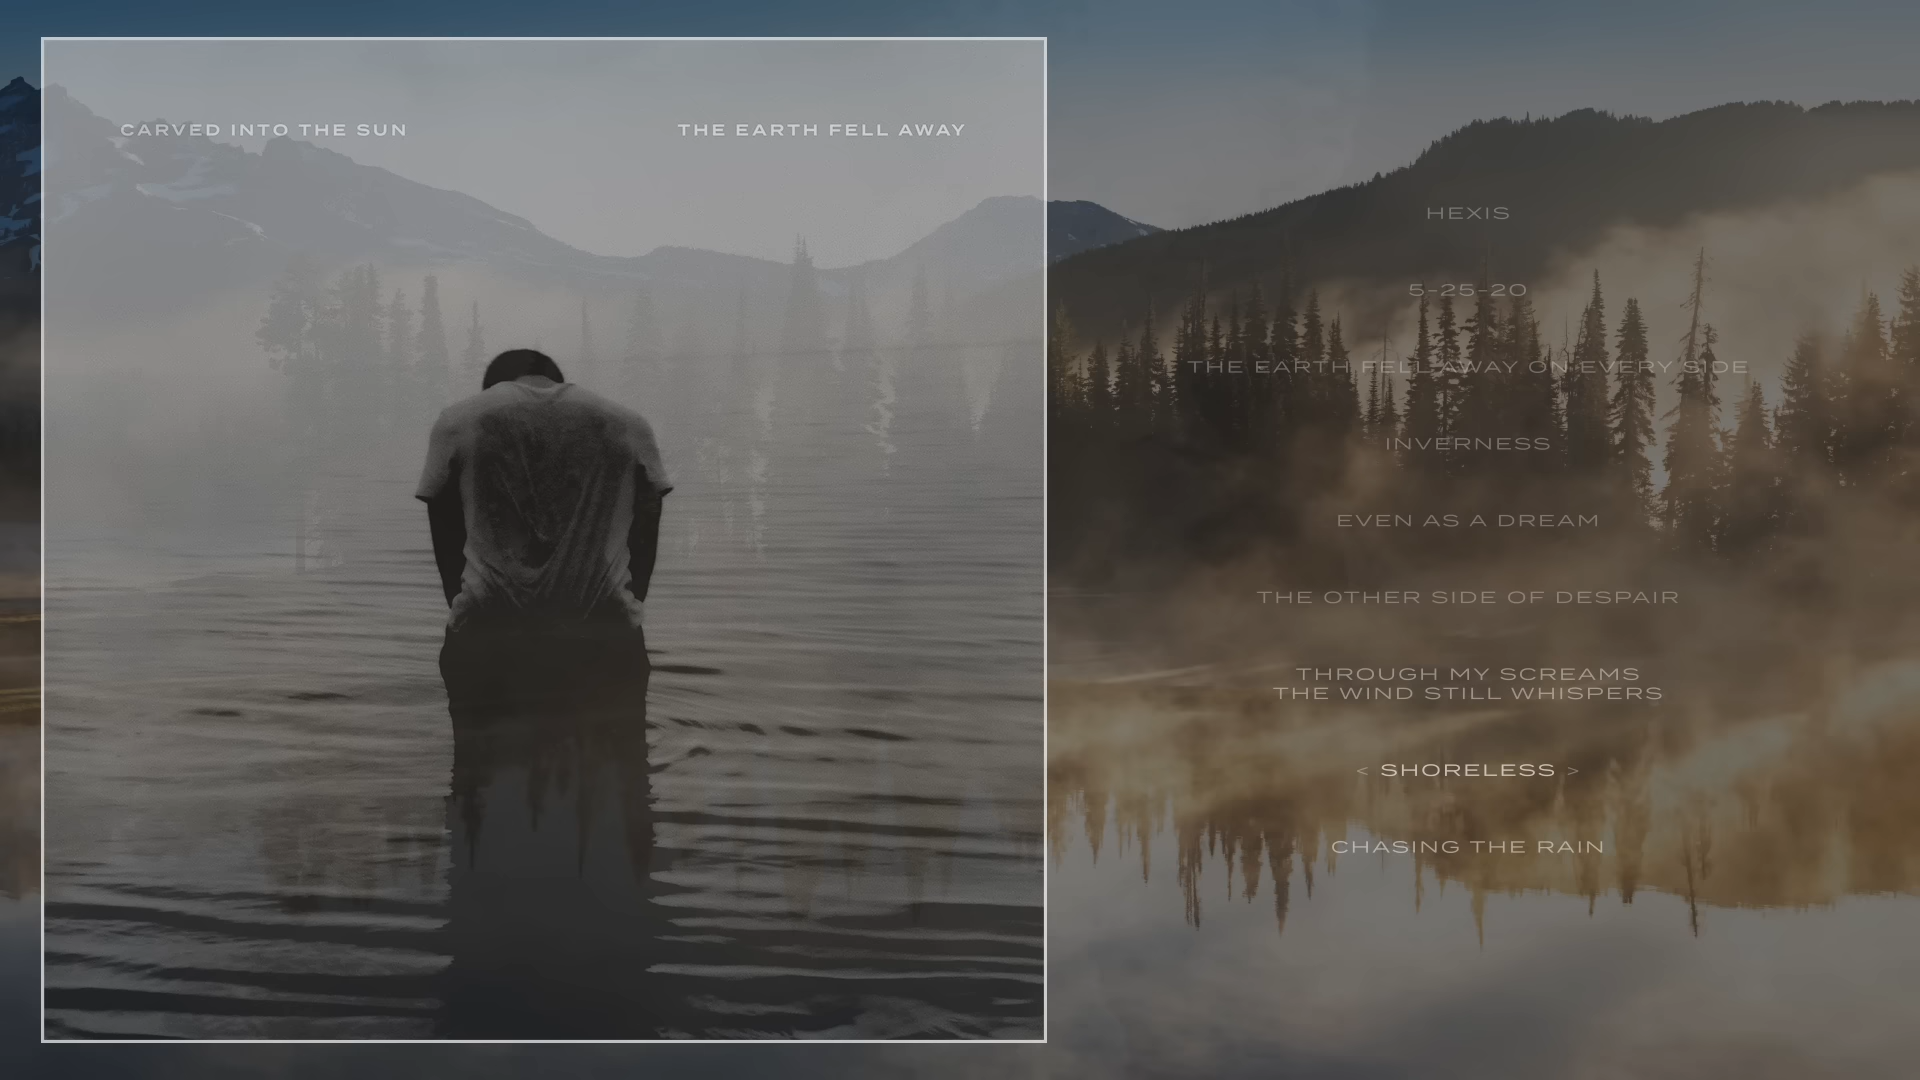 CARVED INTO THE SUN
THE EARTH FELL AWAY
HEXIS
5-25-20
THE EARTH FELL AWAY ON EVERY SIDE
INVERNESS
EVEN AS A DREAM
THE OTHER SIDE OF DESPAIR
THROUGH MY SCREAMS
THE WIND STILL WHISPERS
< SHORELESS >
CHASING THE RAIN